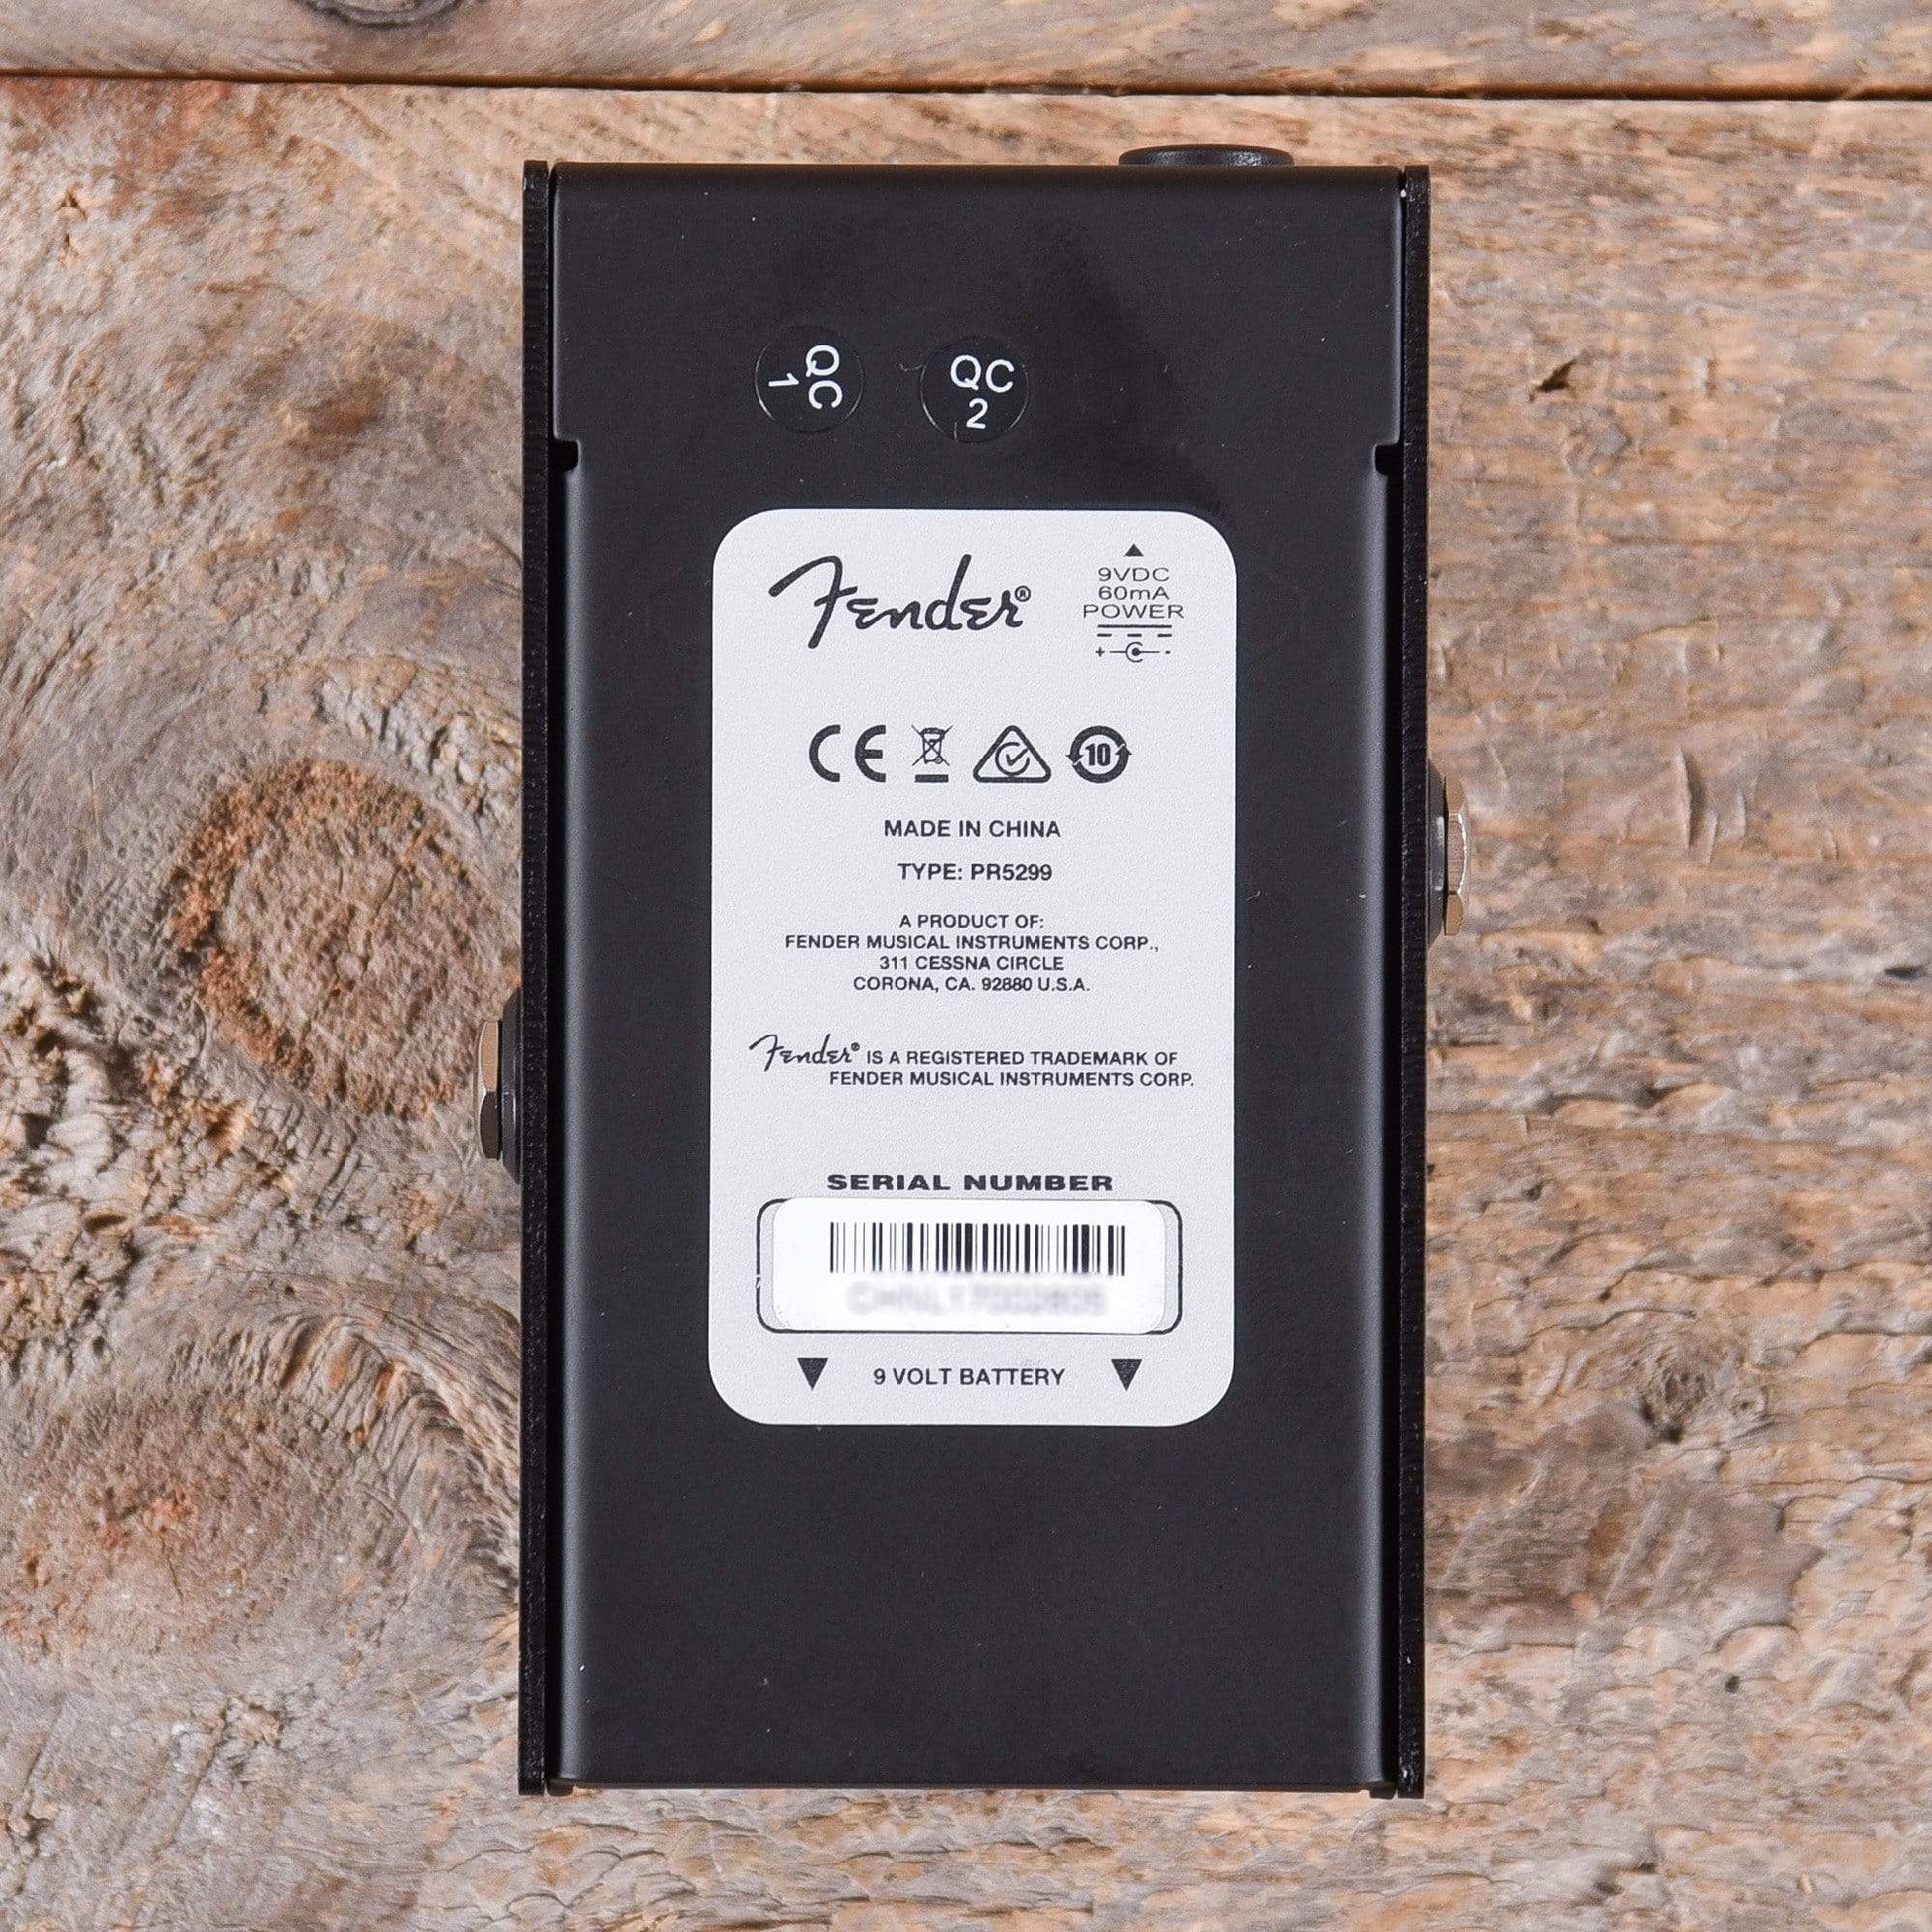 QC
1
QC
2
Fender®
9VDC
60mA
POWER
+ -
CE
10
MADE IN CHINA
TYPE: PR5299
A PRODUCT OF:
FENDER MUSICAL INSTRUMENTS CORP.,
311 CESSNA CIRCLE
CORONA, CA. 92880 U.S.A.
Fender® IS A REGISTERED TRADEMARK OF
FENDER MUSICAL INSTRUMENTS CORP.
SERIAL NUMBER
9 VOLT BATTERY